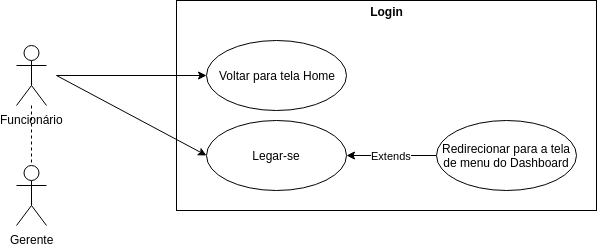 Login
Voltar para tela Home
Funcionário
Legar-se
Extends
Redirecionar para a tela
de menu do Dashboard
Gerente